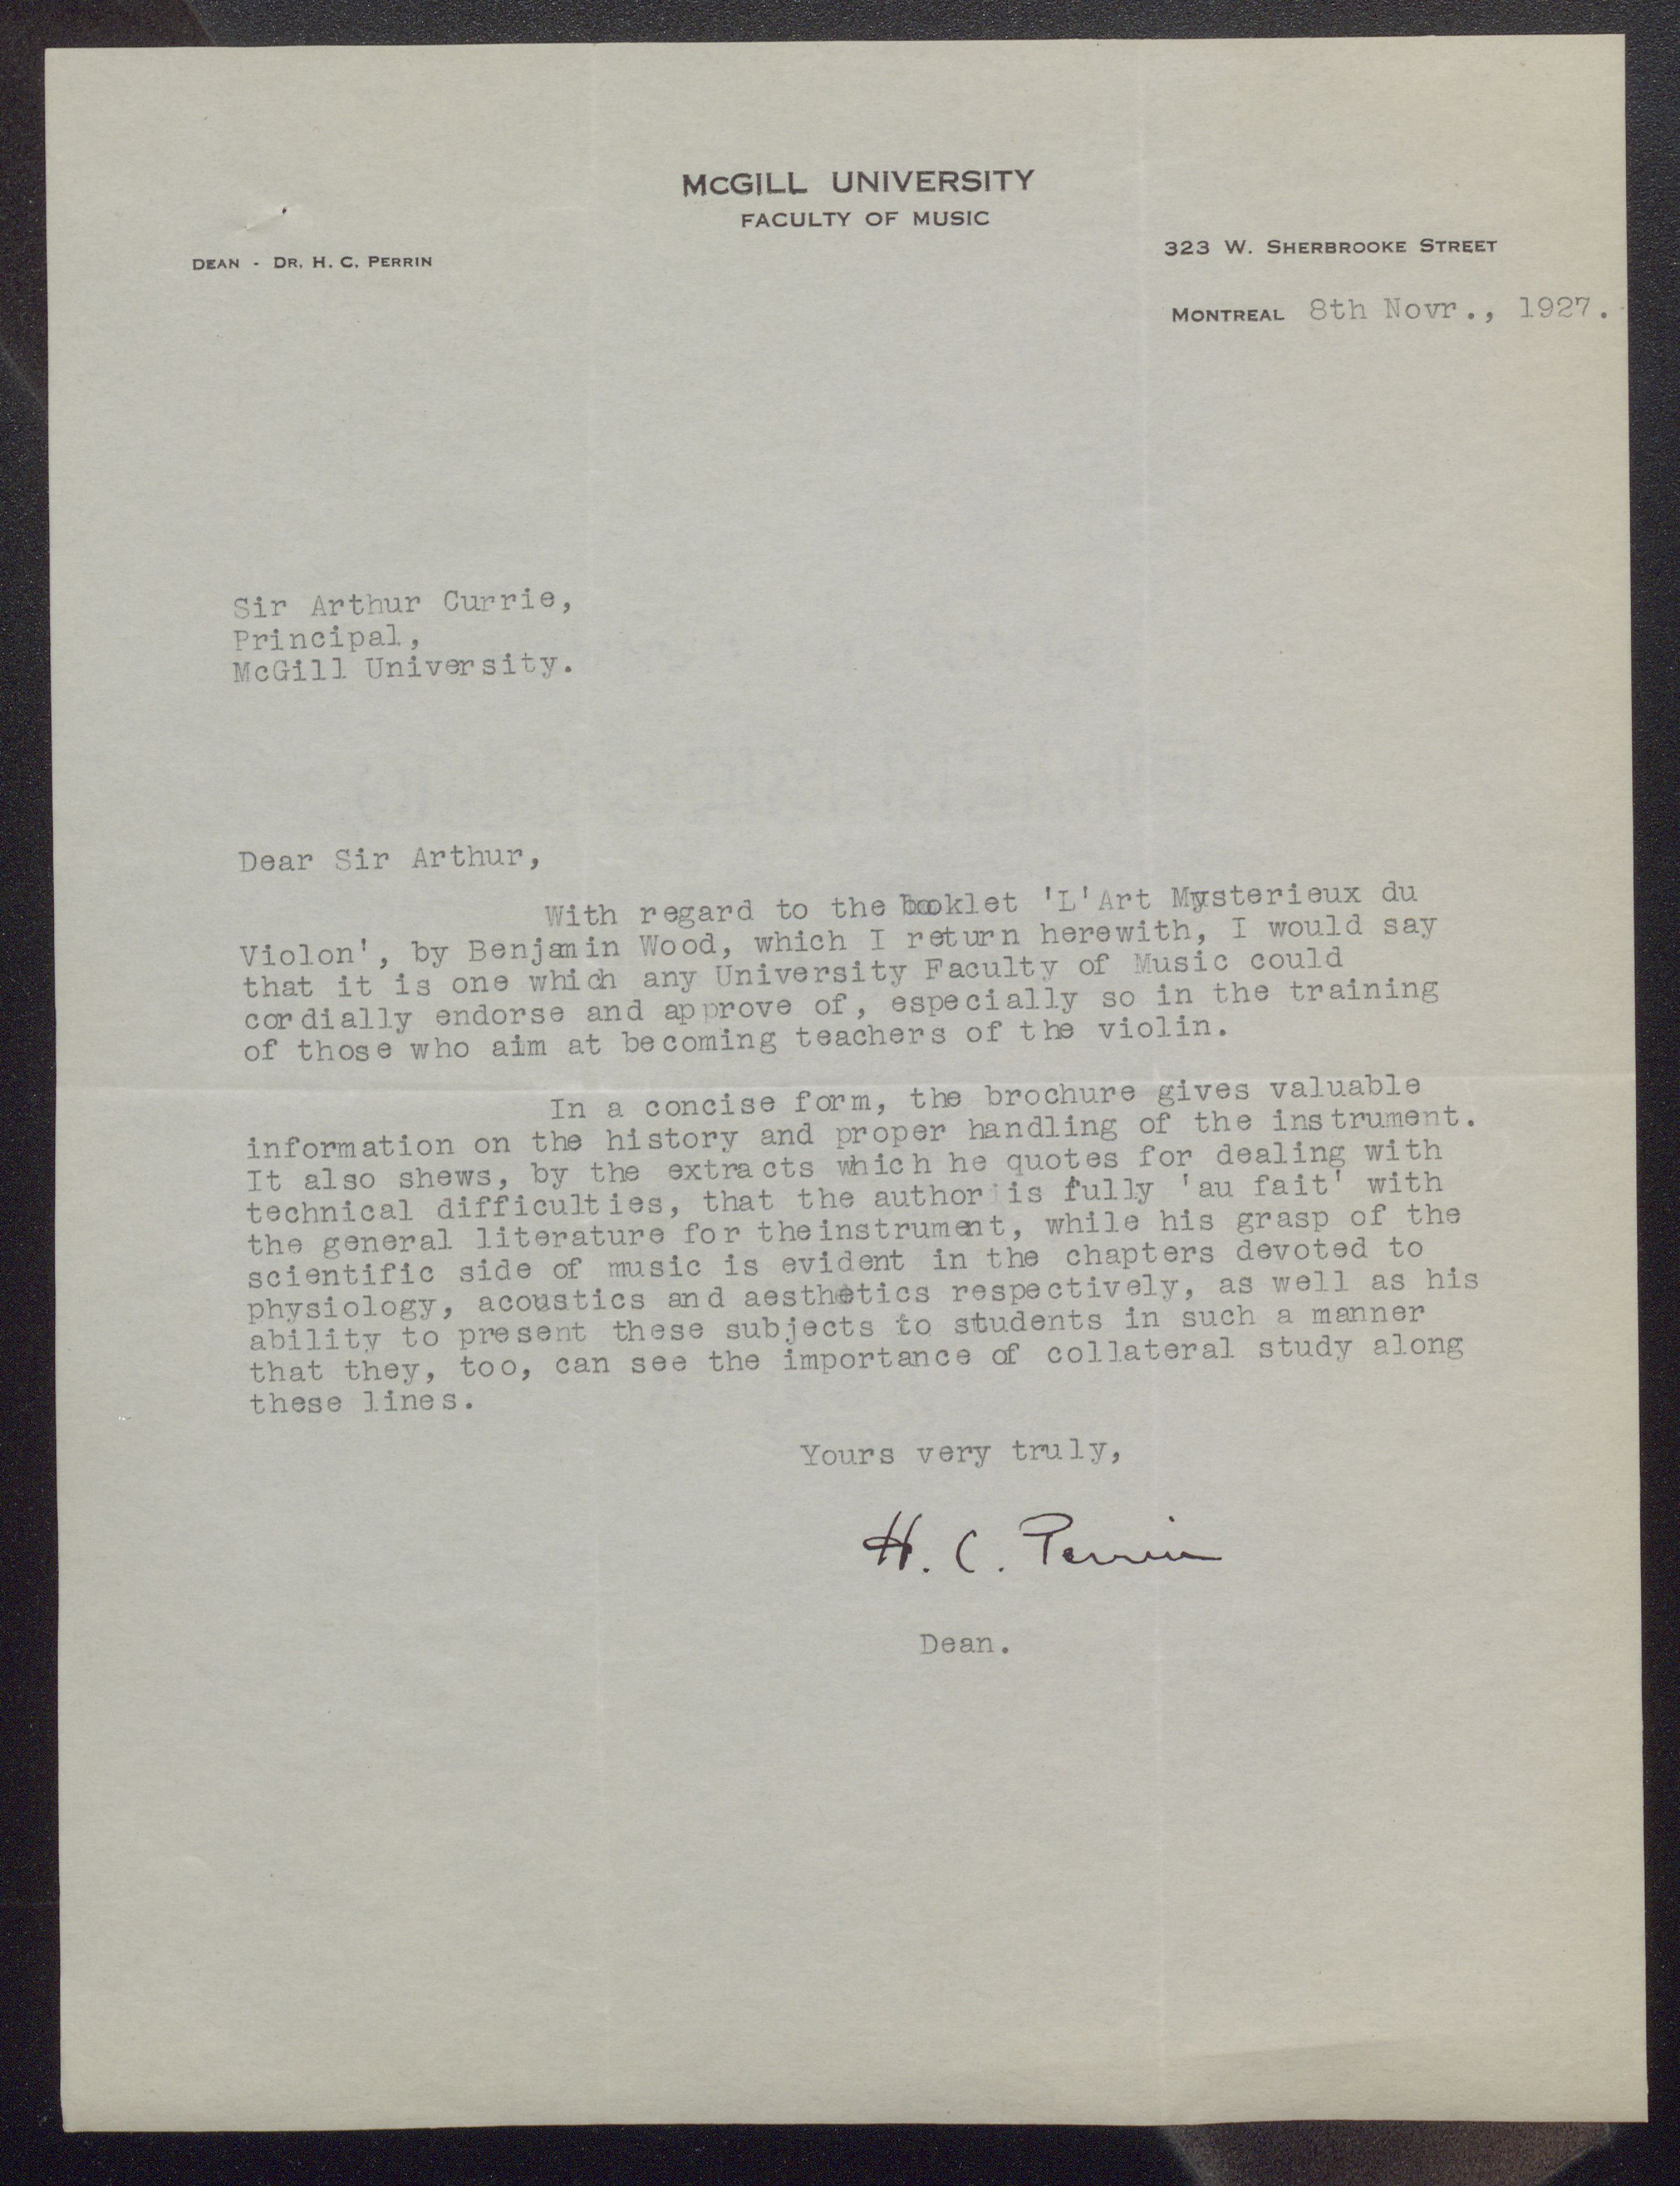 McGILL UNIVERSITY
FACULTY OF MUSIC
DEAN - DR. H. C. PERRIN
323 W. SHERBROOKE STREET
MONTREAL 8th Novr., 1927.
Sir Arthur Currie,
Principal,
McGill University.
Dear Sir Arthur,
With regard to the booklet 'L'Art Mysterieux du
Violon', by Benjamin Wood, which I return herewith, I would say
that it is one which any University Faculty of Music could
cordially endorse and approve of, especially so in the training
of those who aim at becoming teachers of the violin.
In a concise form, the brochure gives valuable
information on the history and proper handling of the instrument.
It also shews, by the extracts which he quotes for dealing with
technical difficulties, that the author is fully 'au fait' with
the general literature for theinstrument, while his grasp of the
scientific side of music is evident in the chapters devoted to
physiology, acoustics and aesthetics respectively, as well as his
ability to present these subjects to students in such a manner
that they, too, can see the importance of collateral study along
these lines.
Yours very truly,
H. C. Perrin
Dean.